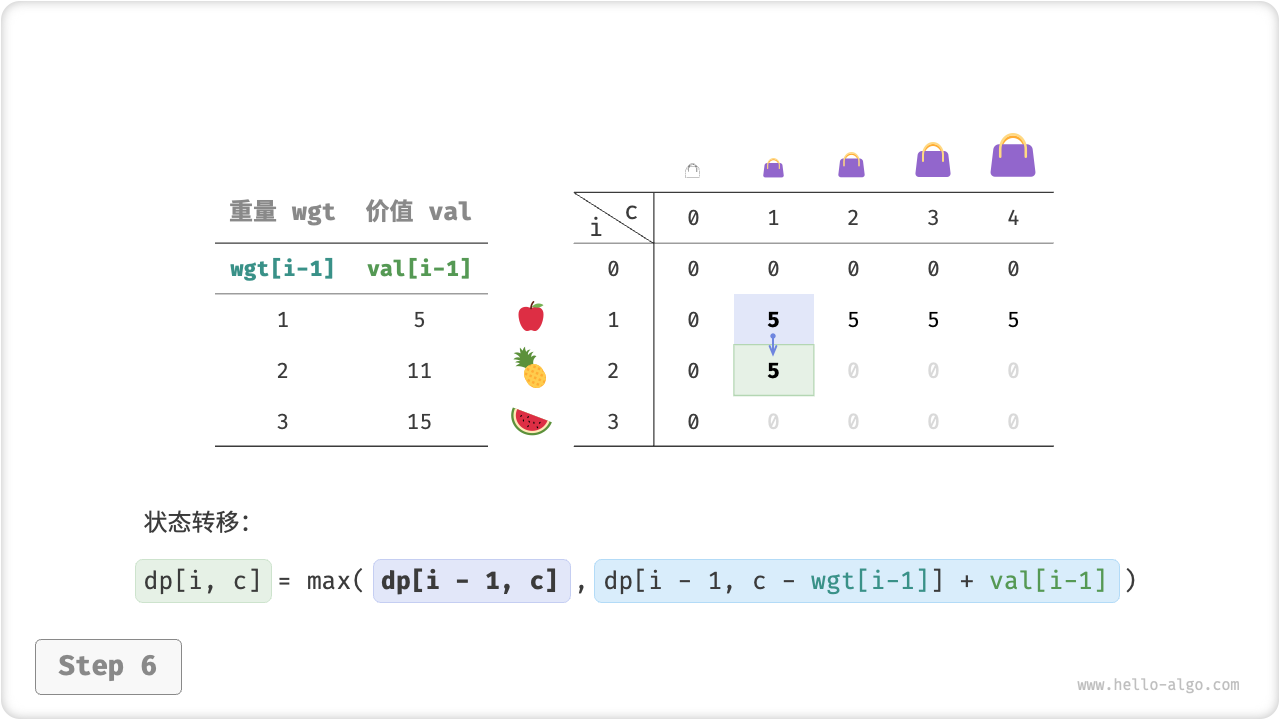 重量 wgt 价值 val
wgt[i-1] val[i-1]
1 5
2 11
3 15
c
i
0 1 2 3 4
0 0 0 0 0 0
1 0 5 5 5 5
2 0 5 0 0 0
3 0 0 0 0 0
状态转移：
dp[i, c] = max( dp[i - 1, c] , dp[i - 1, c - wgt[i-1]] + val[i-1] )
Step 6
www.hello-algo.com